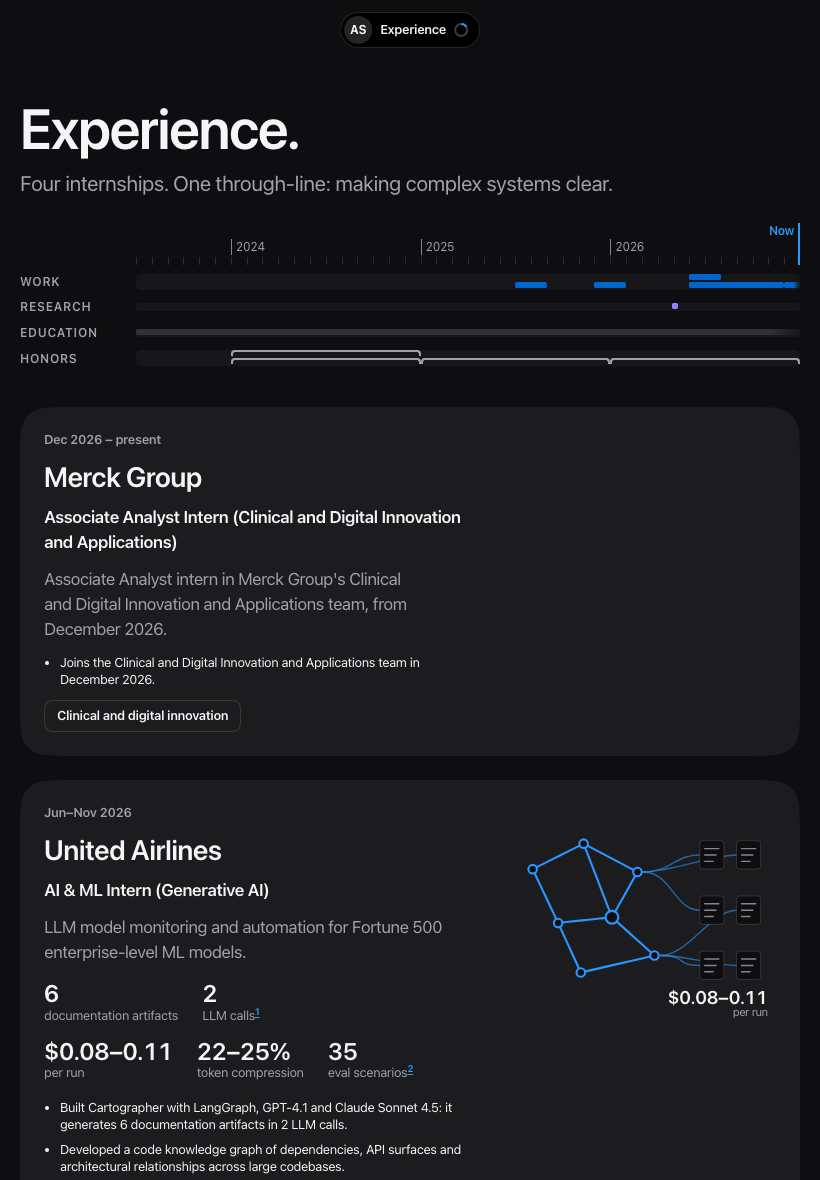 AS Experience
Experience.
Four internships. One through-line: making complex systems clear.
Now
2024 2025 2026
WORK
RESEARCH
EDUCATION
HONORS
Dec 2026 – present
Merck Group
Associate Analyst Intern (Clinical and Digital Innovation
and Applications)
Associate Analyst intern in Merck Group's Clinical
and Digital Innovation and Applications team, from
December 2026.
• Joins the Clinical and Digital Innovation and Applications team in
December 2026.
Clinical and digital innovation
Jun–Nov 2026
United Airlines
AI & ML Intern (Generative AI)
LLM model monitoring and automation for Fortune 500
enterprise-level ML models.
6 2
documentation artifacts LLM calls1
$0.08–0.11 22–25% 35
per run token compression eval scenarios2
• Built Cartographer with LangGraph, GPT-4.1 and Claude Sonnet 4.5: it
generates 6 documentation artifacts in 2 LLM calls.
• Developed a code knowledge graph of dependencies, API surfaces and
architectural relationships across large codebases.
$0.08–0.11
per run